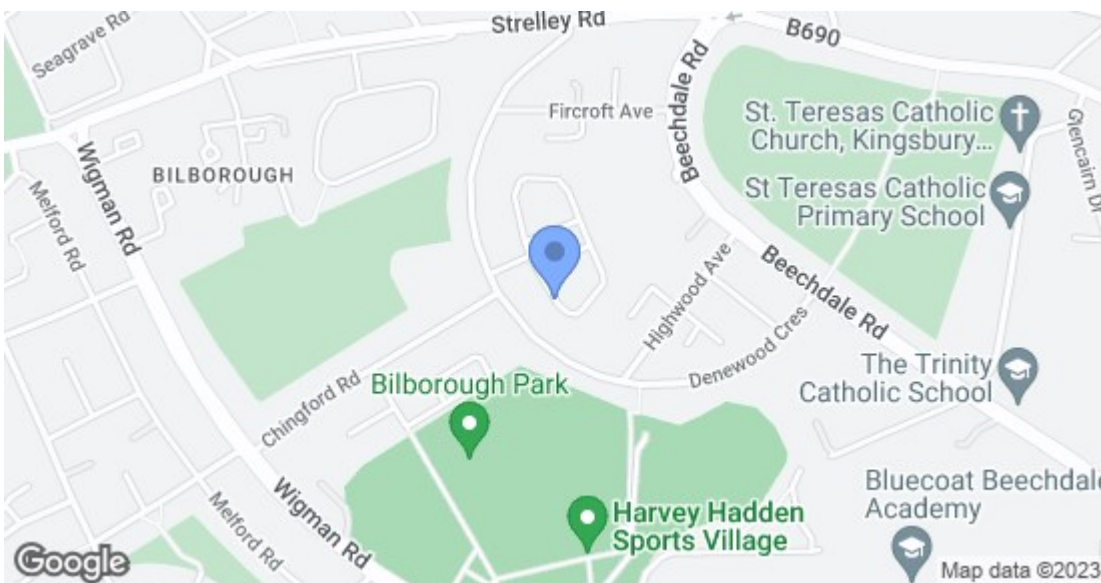 Seagrave Rd
Strelley Rd
B690
Fircroft Ave
Beechdale Rd
St. Teresas Catholic
Church, Kingsbury...
Glencairn Dr
BILBOROUGH
Wigman Rd
Melford Rd
St Teresas Catholic
Primary School
Highwood Ave
Beechdale Rd
Denewood Cres
The Trinity
Catholic School
Bilborough Park
Chingford Rd
Wigman Rd
Melford Rd
Bluecoat Beechdale
Academy
Harvey Hadden
Sports Village
Google
Map data ©2023